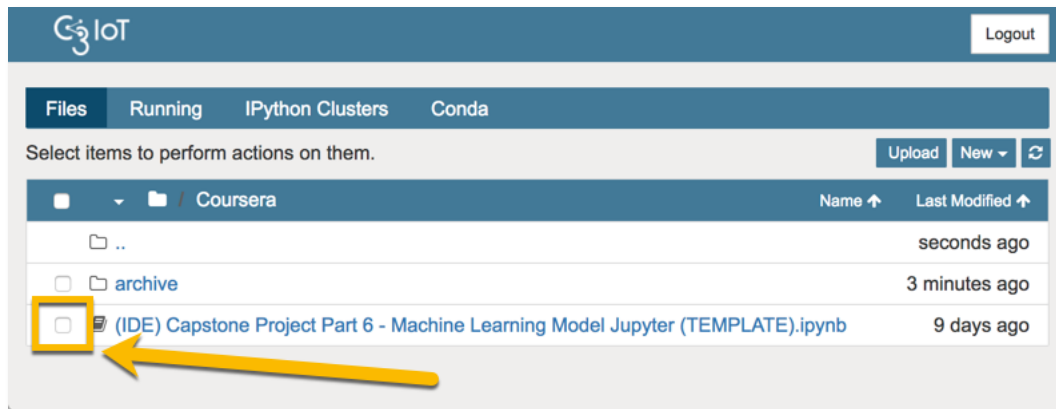 C3 IoT
Logout
Files Running IPython Clusters Conda
Select items to perform actions on them.
Upload New
/ Coursera Name Last Modified
.. seconds ago
archive 3 minutes ago
(IDE) Capstone Project Part 6 - Machine Learning Model Jupyter (TEMPLATE).ipynb 9 days ago